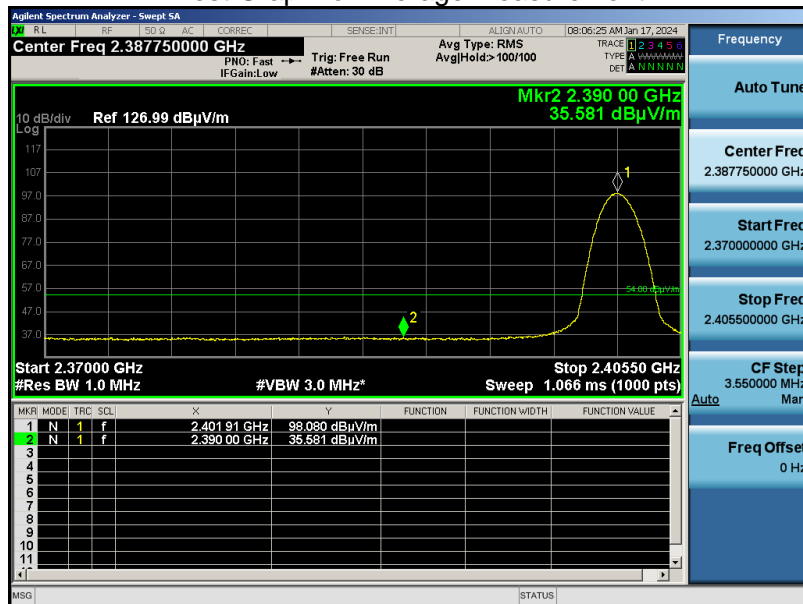 Agilent Spectrum Analyzer - Swept SA
RL RF 50 Ω AC CORREC SENSE:INT ALIGN AUTO 08:06:25 AM Jan 17, 2024
Center Freq 2.387750000 GHz
PNO: Fast
IFGain:Low
Trig: Free Run
#Atten: 30 dB
Avg Type: RMS
Avg|Hold:>100/100
TRACE 1 2 3 4 5 6
TYPE A
DET A N N N N N
Mkr2 2.390 00 GHz
35.581 dBµV/m
10 dB/div Ref 126.99 dBµV/m
Log
117
107
97.0
87.0
77.0
67.0
57.0
47.0
37.0
1
54.00 dBµV/m
2
Start 2.37000 GHz Stop 2.40550 GHz
#Res BW 1.0 MHz #VBW 3.0 MHz* Sweep 1.066 ms (1000 pts)
MKR MODE TRC SCL X Y FUNCTION FUNCTION WIDTH FUNCTION VALUE
1 N 1 f 2.401 91 GHz 98.080 dBµV/m
2 N 1 f 2.390 00 GHz 35.581 dBµV/m
3
4
5
6
7
8
9
10
11
MSG STATUS
Frequency
Auto Tune
Center Freq
2.387750000 GHz
Start Freq
2.370000000 GHz
Stop Freq
2.405500000 GHz
CF Step
3.550000 MHz
Auto Man
Freq Offset
0 Hz